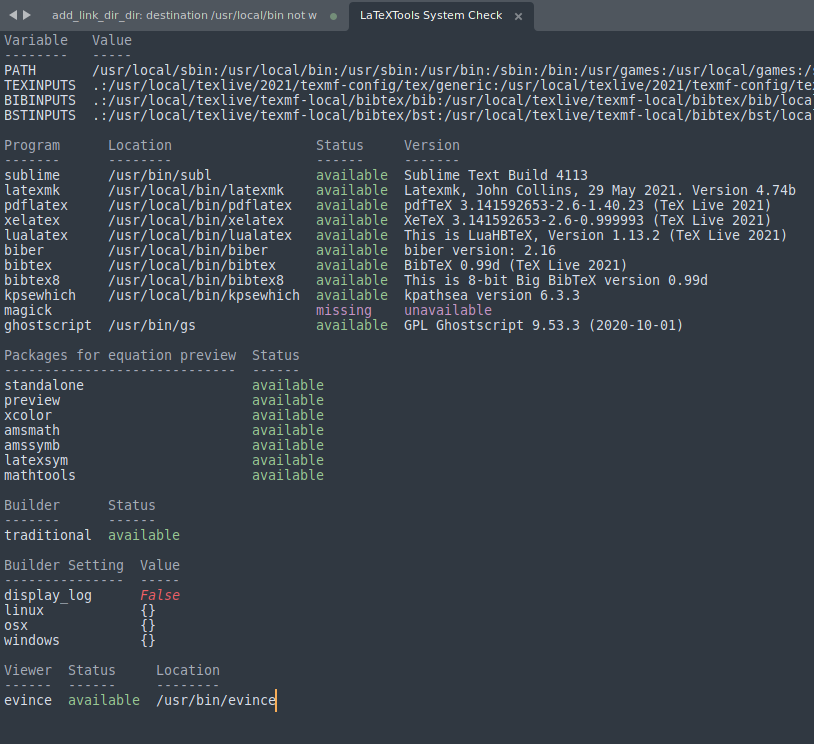 add_link_dir_dir: destination /usr/local/bin not w
LaTeXTools System Check
Variable Value
-------- -----
PATH /usr/local/sbin:/usr/local/bin:/usr/sbin:/usr/bin:/sbin:/bin:/usr/games:/usr/local/games:/s
TEXINPUTS .:/usr/local/texlive/2021/texmf-config/tex/generic:/usr/local/texlive/2021/texmf-config/tex
BIBINPUTS .:/usr/local/texlive/texmf-local/bibtex/bib:/usr/local/texlive/texmf-local/bibtex/bib/loca
BSTINPUTS .:/usr/local/texlive/texmf-local/bibtex/bst:/usr/local/texlive/texmf-local/bibtex/bst/loca
Program Location Status Version
------- -------- ------ -------
sublime /usr/bin/subl available Sublime Text Build 4113
latexmk /usr/local/bin/latexmk available Latexmk, John Collins, 29 May 2021. Version 4.74b
pdflatex /usr/local/bin/pdflatex available pdfTeX 3.141592653-2.6-1.40.23 (TeX Live 2021)
xelatex /usr/local/bin/xelatex available XeTeX 3.141592653-2.6-0.999993 (TeX Live 2021)
lualatex /usr/local/bin/lualatex available This is LuaHBTeX, Version 1.13.2 (TeX Live 2021)
biber /usr/local/bin/biber available biber version: 2.16
bibtex /usr/local/bin/bibtex available BibTeX 0.99d (TeX Live 2021)
bibtex8 /usr/local/bin/bibtex8 available This is 8-bit Big BibTeX version 0.99d
kpsewhich /usr/local/bin/kpsewhich available kpathsea version 6.3.3
magick missing unavailable
ghostscript /usr/bin/gs available GPL Ghostscript 9.53.3 (2020-10-01)
Packages for equation preview Status
----------------------------- ------
standalone available
preview available
xcolor available
amsmath available
amssymb available
latexsym available
mathtools available
Builder Status
------- ------
traditional available
Builder Setting Value
--------------- -----
display_log False
linux {}
osx {}
windows {}
Viewer Status Location
------ ------ --------
evince available /usr/bin/evince